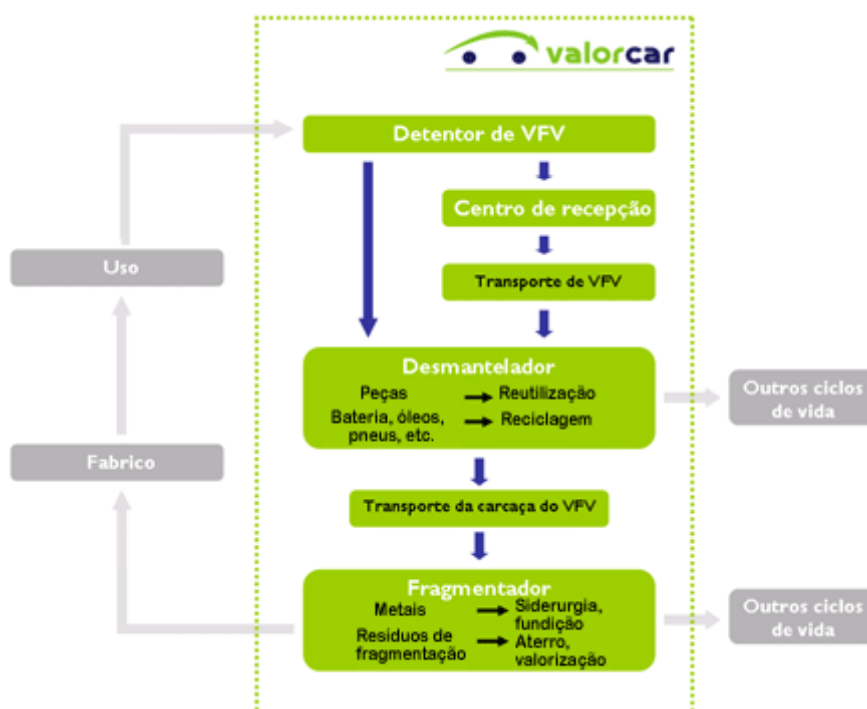 valorcar
Detentor de VFV
Centro de recepção
Uso
Transporte de VFV
Desmantelador
Peças
Reutilização
Bateria, óleos,
pneus, etc.
Reciclagem
Outros ciclos
de vida
Fabrico
Transporte da carcaça do VFV
Fragmentador
Metais
Siderurgia,
fundição
Resíduos de
fragmentação
Aterro,
valorização
Outros ciclos
de vida